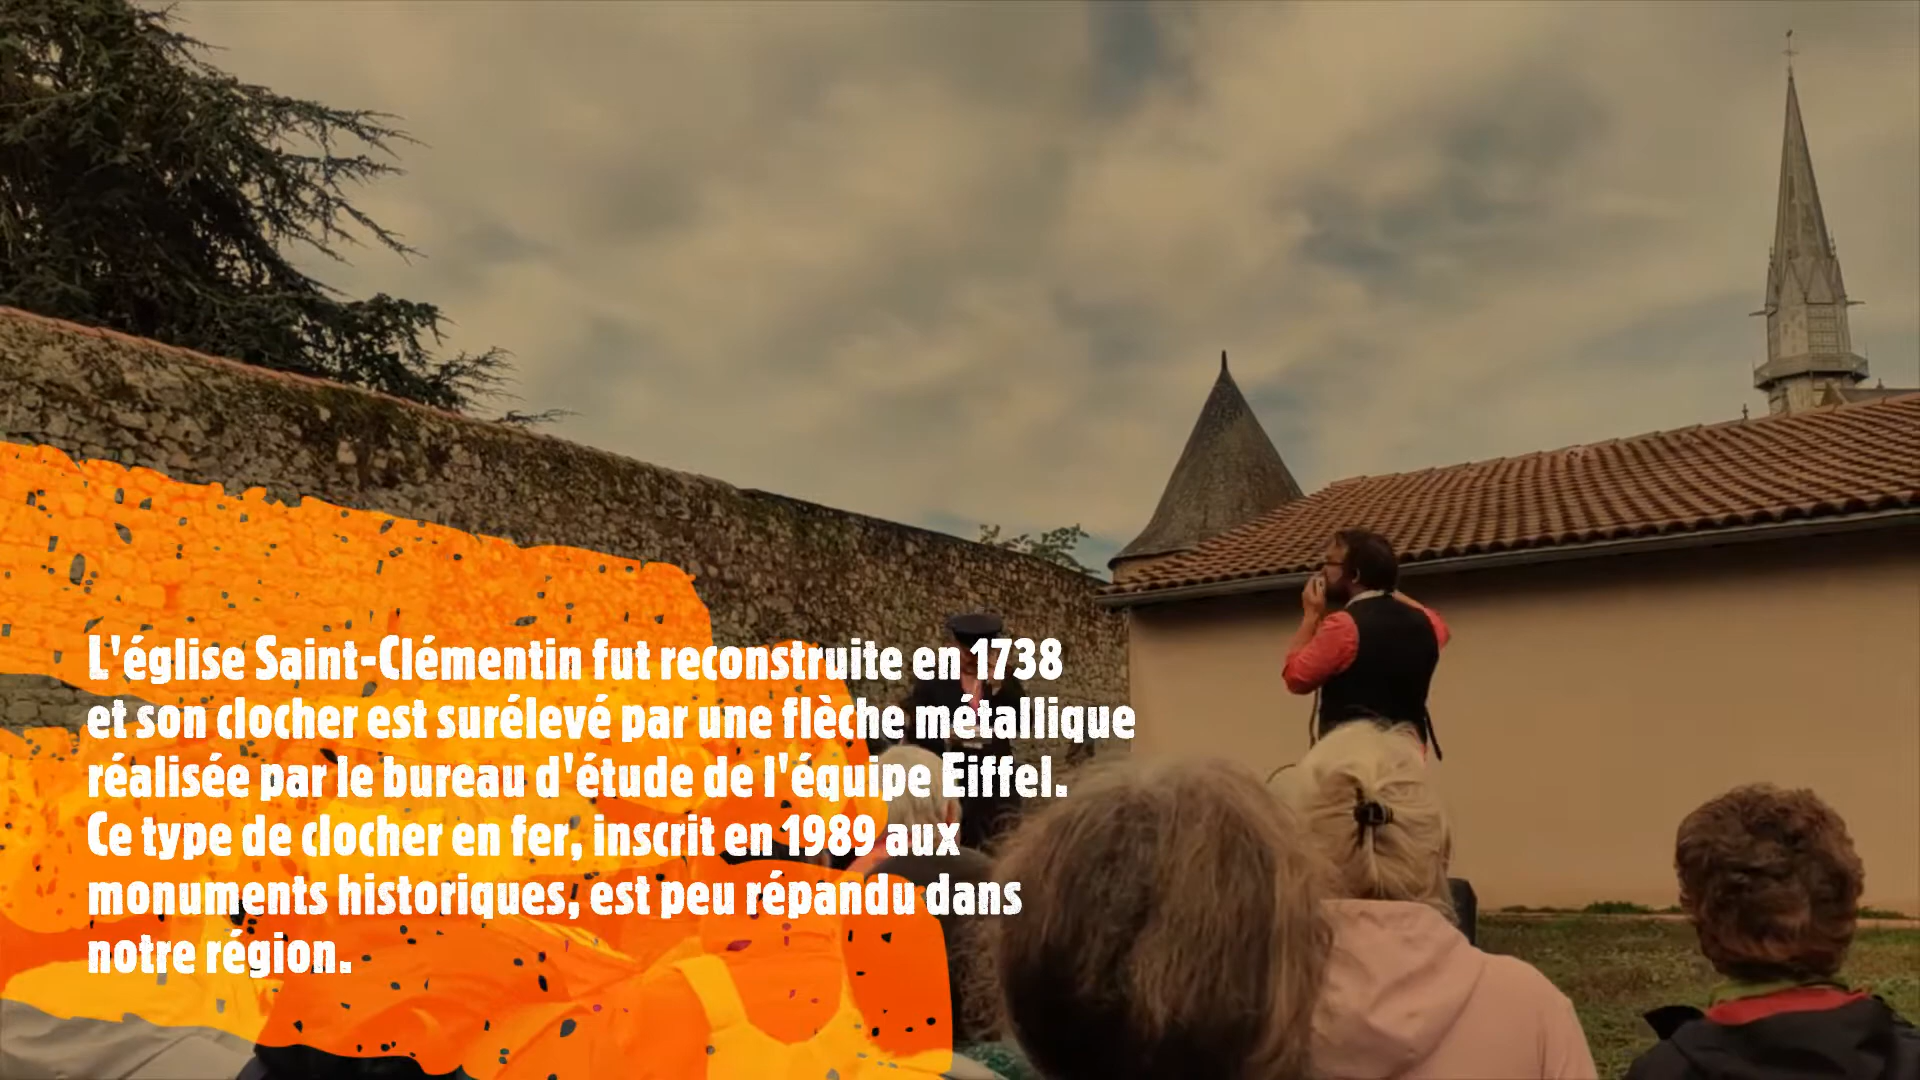 L'église Saint-Clémentin fut reconstruite en 1738
et son clocher est surélevé par une flèche métallique
réalisée par le bureau d'étude de l'équipe Eiffel.
Ce type de clocher en fer, inscrit en 1989 aux
monuments historiques, est peu répandu dans
notre région.